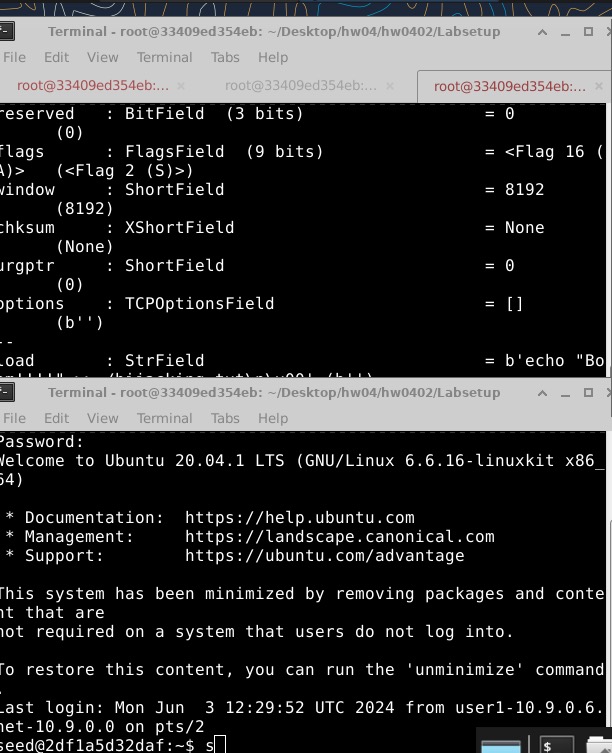 Terminal - root@33409ed354eb: ~/Desktop/hw04/hw0402/Labsetup
File Edit View Terminal Tabs Help
root@33409ed354eb:... root@33409ed354eb:... root@33409ed354eb:...
reserved : BitField (3 bits) = 0
(0)
flags : FlagsField (9 bits) = <Flag 16 (
A)> (<Flag 2 (S)>)
window : ShortField = 8192
(8192)
chksum : XShortField = None
(None)
urgptr : ShortField = 0
(0)
options : TCPOptionsField = []
(b'')
--
load : StrField = b'echo "Bo
Terminal - root@33409ed354eb: ~/Desktop/hw04/hw0402/Labsetup
File Edit View Terminal Tabs Help
Password:
Welcome to Ubuntu 20.04.1 LTS (GNU/Linux 6.6.16-linuxkit x86_
64)
* Documentation: https://help.ubuntu.com
* Management: https://landscape.canonical.com
* Support: https://ubuntu.com/advantage
This system has been minimized by removing packages and conte
nt that are
not required on a system that users do not log into.
To restore this content, you can run the 'unminimize' command
.
Last login: Mon Jun 3 12:29:52 UTC 2024 from user1-10.9.0.6.
net-10.9.0.0 on pts/2
seed@2df1a5d32daf:~$ s
$